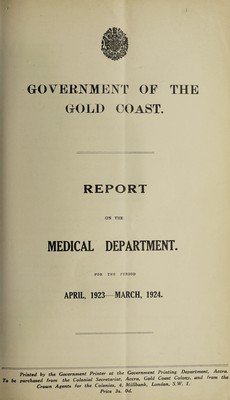 GOVERNMENT OF THE
GOLD COAST.
REPORT
ON THE
MEDICAL DEPARTMENT.
FOR THE PERIOD
APRIL, 1923—MARCH, 1924.
Printed by the Government Printer at the Government Printing Department, Accra.
To be purchased from the Colonial Secretariat, Accra, Gold Coast Colony, and from the
Crown Agents for the Colonies, 4, Millbank, London, S.W. 1.
Price 5s. 0d.